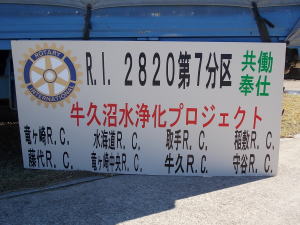 ROTARY
INTERNATIONAL
R.I. 2820第7分区
共働
奉仕
牛久沼水浄化プロジェクト
竜ヶ崎R.C. 水海道R.C. 取手R.C. 稲敷R.C.
藤代R.C. 竜ヶ崎中央R.C. 牛久R.C. 守谷R.C.